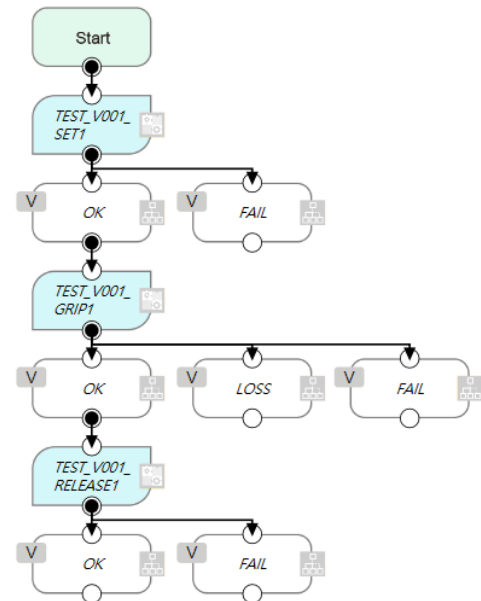 Start
TEST_V001_
SET1
V
OK
V
FAIL
TEST_V001_
GRIP1
V
OK
V
LOSS
V
FAIL
TEST_V001_
RELEASE1
V
OK
V
FAIL